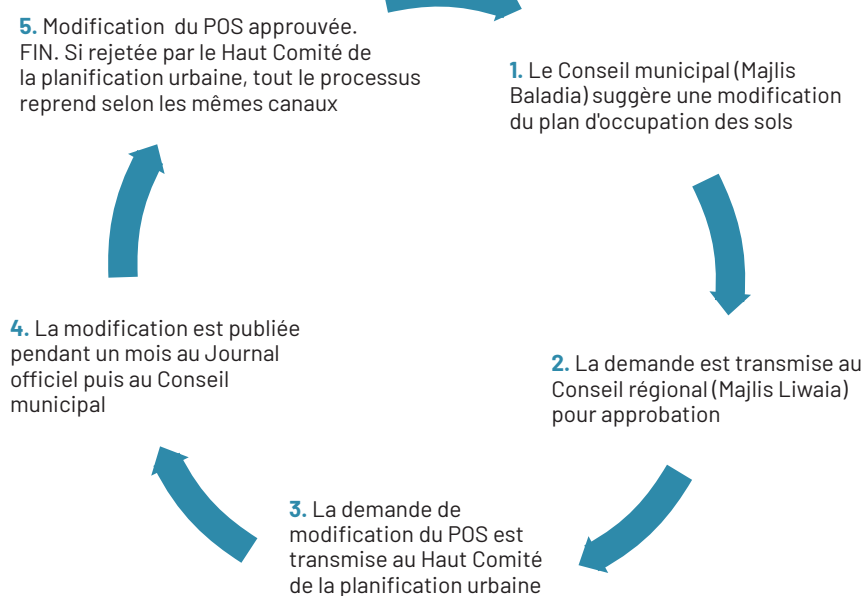 1. Le Conseil municipal (Majlis
Baladia) suggère une modification
du plan d'occupation des sols
2. La demande est transmise au
Conseil régional (Majlis Liwaia)
pour approbation
3. La demande de
modification du POS est
transmise au Haut Comité
de la planification urbaine
4. La modification est publiée
pendant un mois au Journal
officiel puis au Conseil
municipal
5. Modification du POS approuvée.
FIN. Si rejetée par le Haut Comité de
la planification urbaine, tout le processus
reprend selon les mêmes canaux